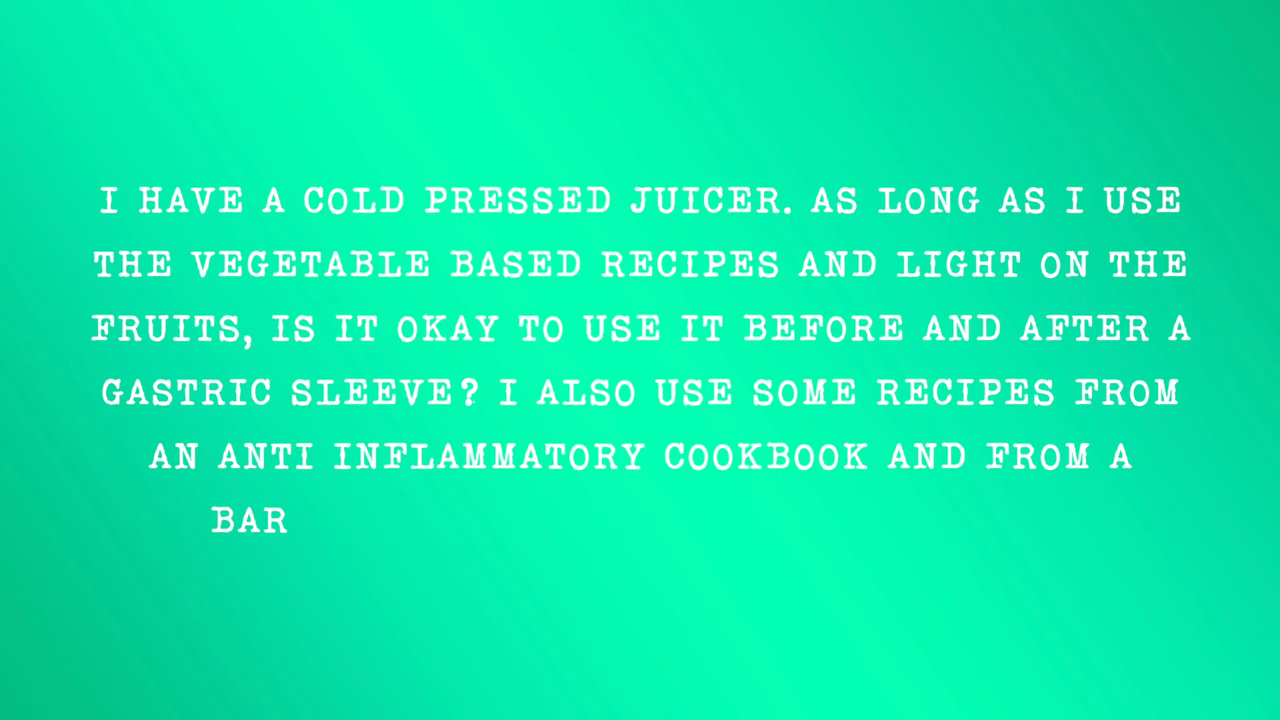 I HAVE A COLD PRESSED JUICER. AS LONG AS I USE
THE VEGETABLE BASED RECIPES AND LIGHT ON THE
FRUITS, IS IT OKAY TO USE IT BEFORE AND AFTER A
GASTRIC SLEEVE? I ALSO USE SOME RECIPES FROM
AN ANTI INFLAMMATORY COOKBOOK AND FROM A
BAR